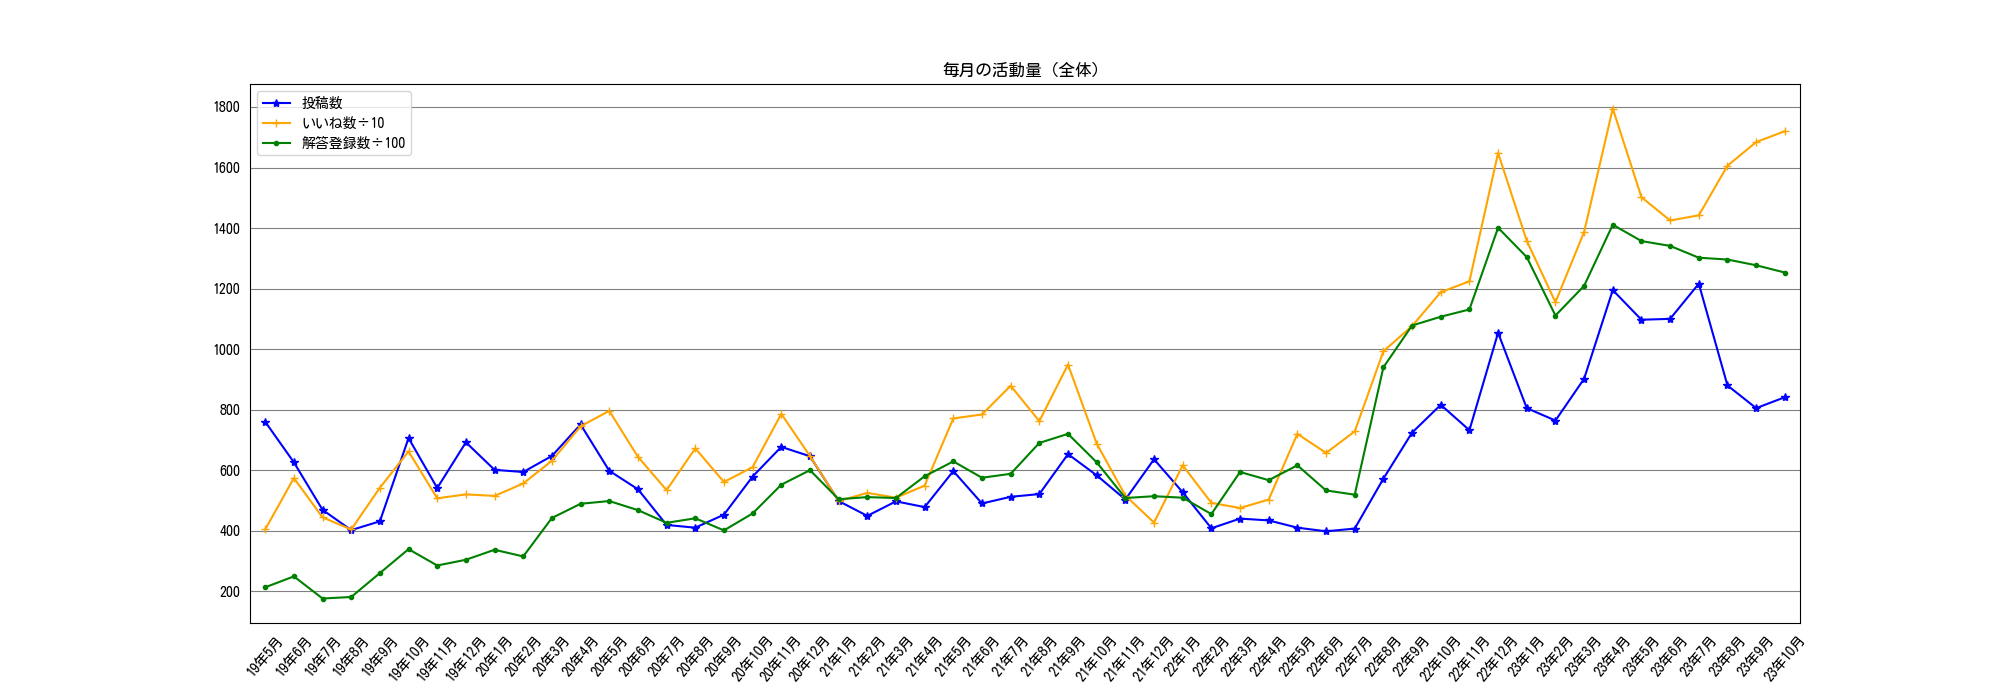 毎月の活動量（全体）
投稿数
いいね数÷10
解答登録数÷100
1800
1600
1400
1200
1000
800
600
400
200
19年5月
19年6月
19年7月
19年8月
19年9月
19年10月
19年11月
19年12月
20年1月
20年2月
20年3月
20年4月
20年5月
20年6月
20年7月
20年8月
20年9月
20年10月
20年11月
20年12月
21年1月
21年2月
21年3月
21年4月
21年5月
21年6月
21年7月
21年8月
21年9月
21年10月
21年11月
21年12月
22年1月
22年2月
22年3月
22年4月
22年5月
22年6月
22年7月
22年8月
22年9月
22年10月
22年11月
22年12月
23年1月
23年2月
23年3月
23年4月
23年5月
23年6月
23年7月
23年8月
23年9月
23年10月